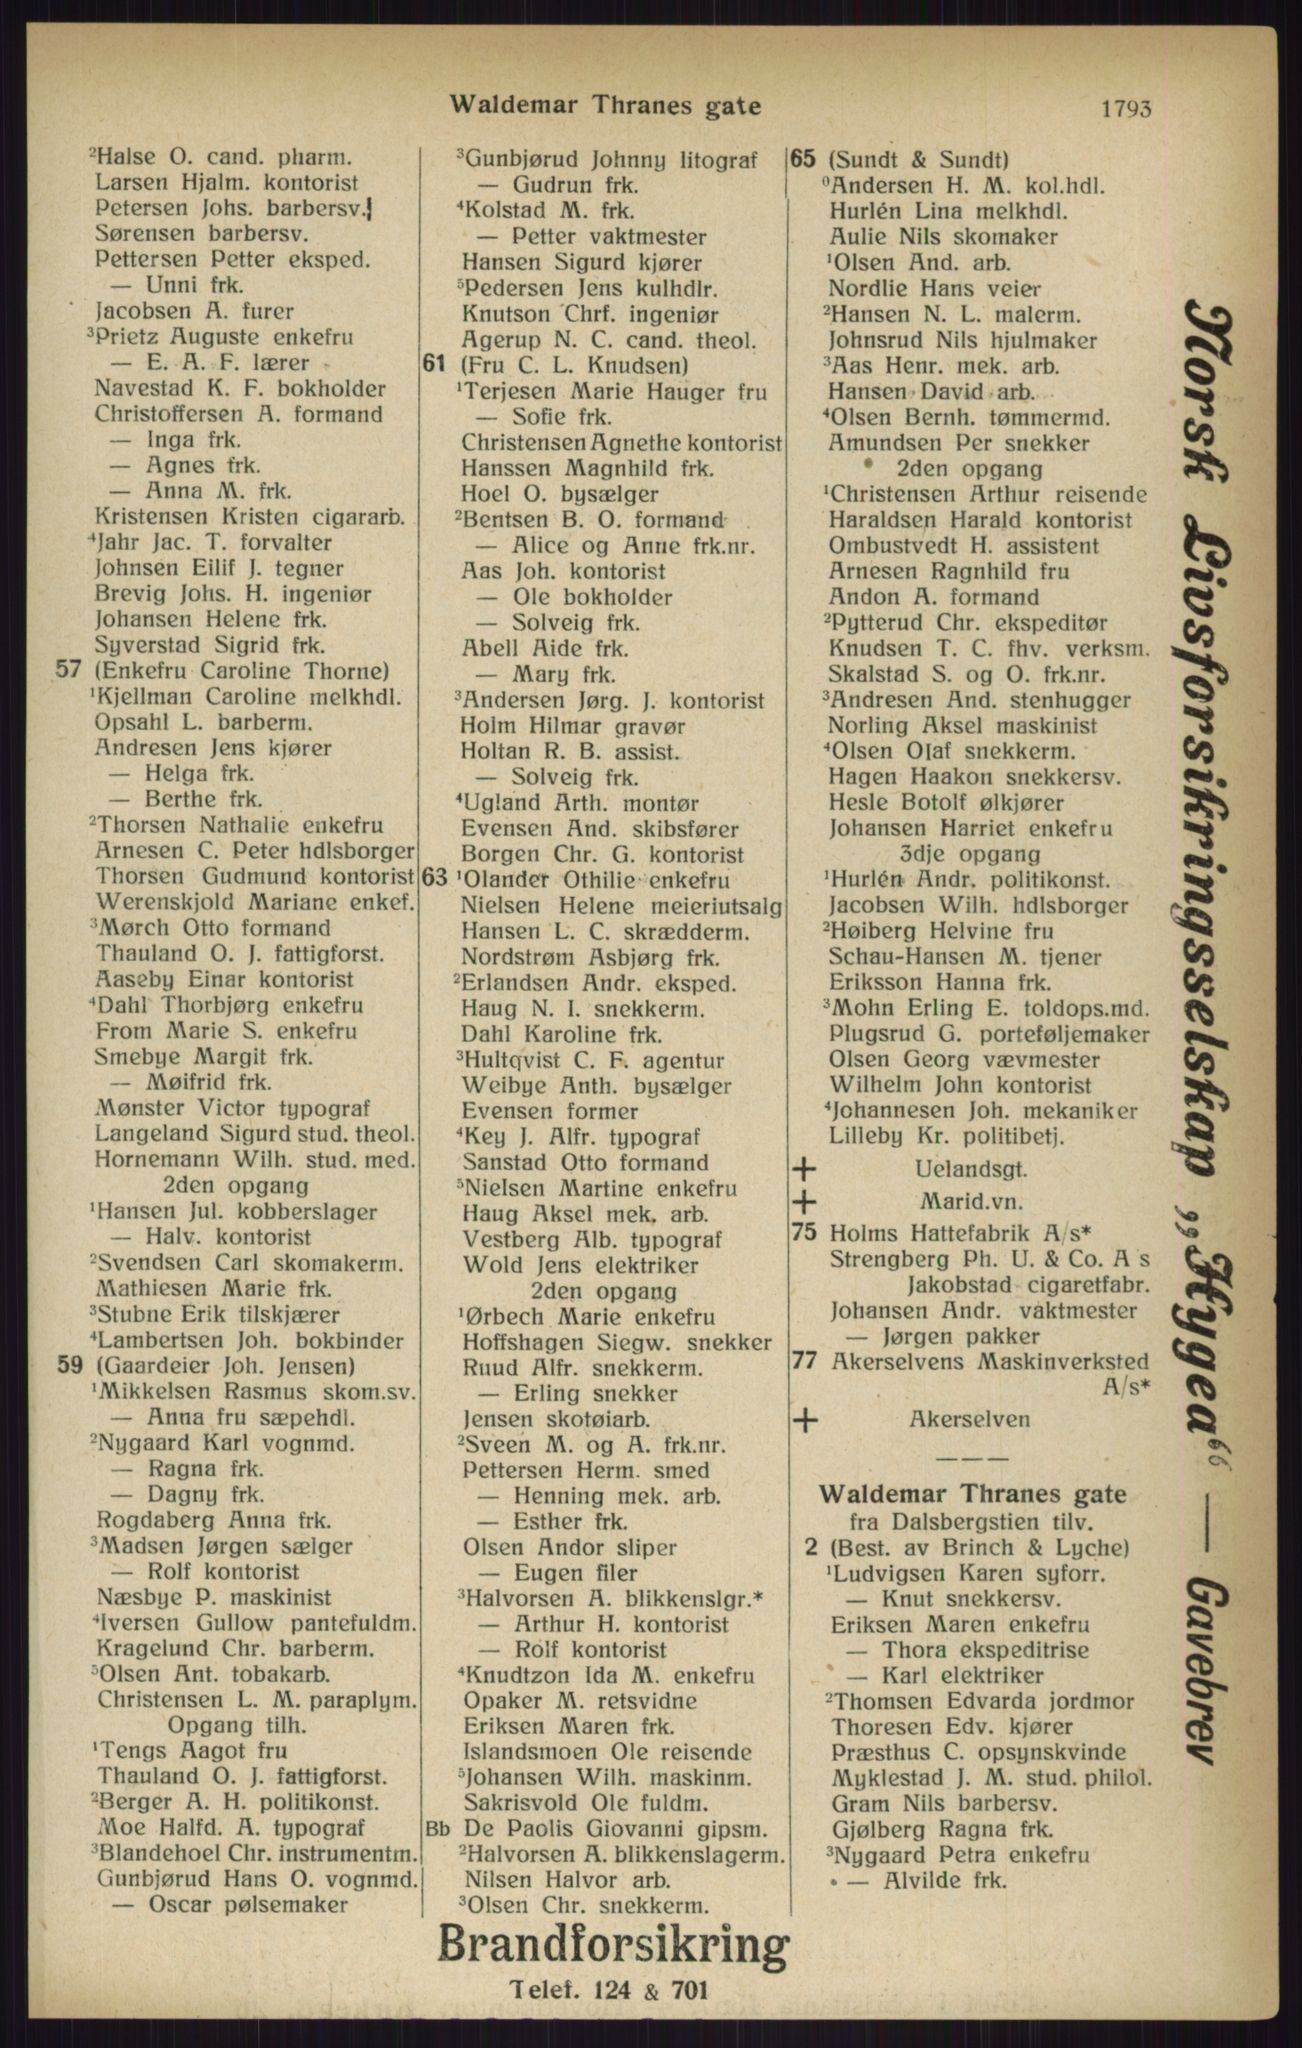 Waldemar Thranes gate
1793
²Halse O. cand. pharm.
Larsen Hjalm. kontorist
Petersen Johs. barbersv.
Sørensen barbersv.
Pettersen Petter eksped.
— Unni frk.
Jacobsen A. furer
³Prietz Auguste enkefru
— E. A. F. lærer
Navestad K. F. bokholder
Christoffersen A. formand
— Inga frk.
— Agnes frk.
— Anna M. frk.
Kristensen Kristen cigararb.
⁴Jahr Jac. T. forvalter
Johnsen Eilif J. tegner
Brevig Johs. H. ingeniør
Johansen Helene frk.
Syverstad Sigrid frk.
57 (Enkefru Caroline Thorne)
¹Kjellman Caroline melkhdl.
Opsahl L. barberm.
Andresen Jens kjører
— Helga frk.
— Berthe frk.
²Thorsen Nathalie enkefru
Arnesen C. Peter hdlsborger
Thorsen Gudmund kontorist
Werenskjold Mariane enkef.
³Mørch Otto formand
Thauland O. J. fattigforst.
Aaseby Einar kontorist
⁴Dahl Thorbjørg enkefru
From Marie S. enkefru
Smebye Margit frk.
— Møifrid frk.
Mønster Victor typograf
Langeland Sigurd stud. theol.
Hornemann Wilh. stud. med.
2den opgang
¹Hansen Jul. kobberslager
— Halv. kontorist
²Svendsen Carl skomakerm.
Mathiesen Marie frk.
³Stubne Erik tilskjærer
⁴Lambertsen Joh. bokbinder
59 (Gaardeier Joh. Jensen)
¹Mikkelsen Rasmus skom.sv.
— Anna fru sæpehdl.
²Nygaard Karl vognmd.
— Ragna frk.
— Dagny frk.
Rogdaberg Anna frk.
³Madsen Jørgen sælger
— Rolf kontorist
Næsbye P. maskinist
⁴Iversen Gullow pantefuldm.
Kragelund Chr. barberm.
⁵Olsen Ant. tobakarb.
Christensen L. M. paraplym.
Opgang tilh.
¹Tengs Aagot fru
Thauland O. J. fattigforst.
²Berger A. H. politikonst.
Moe Halfd. A. typograf
³Blandehoel Chr. instrumentm.
Gunbjørud Hans O. vognmd.
— Oscar pølsemaker
³Gunbjørud Johnny litograf
— Gudrun frk.
⁴Kolstad M. frk.
— Petter vaktmester
Hansen Sigurd kjører
⁵Pedersen Jens kulhdlr.
Knutson Chrf. ingeniør
Agerup N. C. cand. theol.
61 (Fru C. L. Knudsen)
¹Terjesen Marie Hauger fru
— Sofie frk.
Christensen Agnethe kontorist
Hanssen Magnhild frk.
Hoel O. bysælger
²Bentsen B. O. formand
— Alice og Anne frk.nr.
Aas Joh. kontorist
— Ole bokholder
— Solveig frk.
Abell Aide frk.
— Mary frk.
³Andersen Jørg. J. kontorist
Holm Hilmar gravør
Holtan R. B. assist.
— Solveig frk.
⁴Ugland Arth. montør
Evensen And. skibsfører
Borgen Chr. G. kontorist
63 ¹Olander Othilie enkefru
Nielsen Helene meieriutsalg
Hansen L. C. skrædderm.
Nordstrøm Asbjørg frk.
²Erlandsen Andr. eksped.
Haug N. I. snekkerm.
Dahl Karoline frk.
³Hultqvist C. F. agentur
Weibye Anth. bysælger
Evensen former
⁴Key J. Alfr. typograf
Sanstad Otto formand
⁵Nielsen Martine enkefru
Haug Aksel mek. arb.
Vestberg Alb. typograf
Wold Jens elektriker
2den opgang
¹Ørbech Marie enkefru
Hoffshagen Siegw. snekker
Ruud Alfr. snekkerm.
— Erling snekker
Jensen skotøiarb.
²Sveen M. og A. frk.nr.
Pettersen Herm. smed
— Henning mek. arb.
— Esther frk.
Olsen Andor sliper
— Eugen filer
³Halvorsen A. blikkenslgr.*
— Arthur H. kontorist
— Rolf kontorist
⁴Knudtzon Ida M. enkefru
Opaker M. retsvidne
Eriksen Maren frk.
Islandsmoen Ole reisende
⁵Johansen Wilh. maskinm.
Sakrisvold Ole fuldm.
Bb De Paolis Giovanni gipsm.
²Halvorsen A. blikkenslagerm.
Nilsen Halvor arb.
³Olsen Chr. snekkerm.
65 (Sundt & Sundt)
⁰Andersen H. M. kol.hdl.
Hurlén Lina melkhdl.
Aulie Nils skomaker
¹Olsen And. arb.
Nordlie Hans veier
²Hansen N. L. malerm.
Johnsrud Nils hjulmaker
³Aas Henr. mek. arb.
Hansen David arb.
⁴Olsen Bernh. tømmermd.
Amundsen Per snekker
2den opgang
¹Christensen Arthur reisende
Haraldsen Harald kontorist
Ombustvedt H. assistent
Arnesen Ragnhild fru
Andon A. formand
²Pytterud Chr. ekspeditør
Knudsen T. C. fhv. verksm.
Skalstad S. og O. frk.nr.
³Andresen And. stenhugger
Norling Aksel maskinist
⁴Olsen Olaf snekkerm.
Hagen Haakon snekkersv.
Hesle Botolf ølkjører
Johansen Harriet enkefru
3dje opgang
¹Hurlén Andr. politikonst.
Jacobsen Wilh. hdlsborger
²Høiberg Helvine fru
Schau-Hansen M. tjener
Eriksson Hanna frk.
³Mohn Erling E. toldops.md.
Plugsrud G. porteføljemaker
Olsen Georg vævmester
Wilhelm John kontorist
⁴Johannesen Joh. mekaniker
Lilleby Kr. politibetj.
+ Uelandsgt.
+ Marid.vn.
75 Holms Hattefabrik A/s*
Strengberg Ph. U. & Co. A s
Jakobstad cigaretfabr.
Johansen Andr. vaktmester
— Jørgen pakker
77 Akerselvens Maskinverksted
A/s*
+ Akerselven
— — —
Waldemar Thranes gate
fra Dalsbergstien tilv.
2 (Best. av Brinch & Lyche)
¹Ludvigsen Karen syforr.
— Knut snekkersv.
Eriksen Maren enkefru
— Thora ekspeditrise
— Karl elektriker
²Thomsen Edvarda jordmor
Thoresen Edv. kjører
Præsthus C. opsynskvinde
Myklestad J. M. stud. philol.
Gram Nils barbersv.
Gjølberg Ragna frk.
³Nygaard Petra enkefru
— Alvilde frk.
Norsk Livsforsikringsselskap „Hygea“ — Gavebrev
Brandforsikring
Telef. 124 & 701